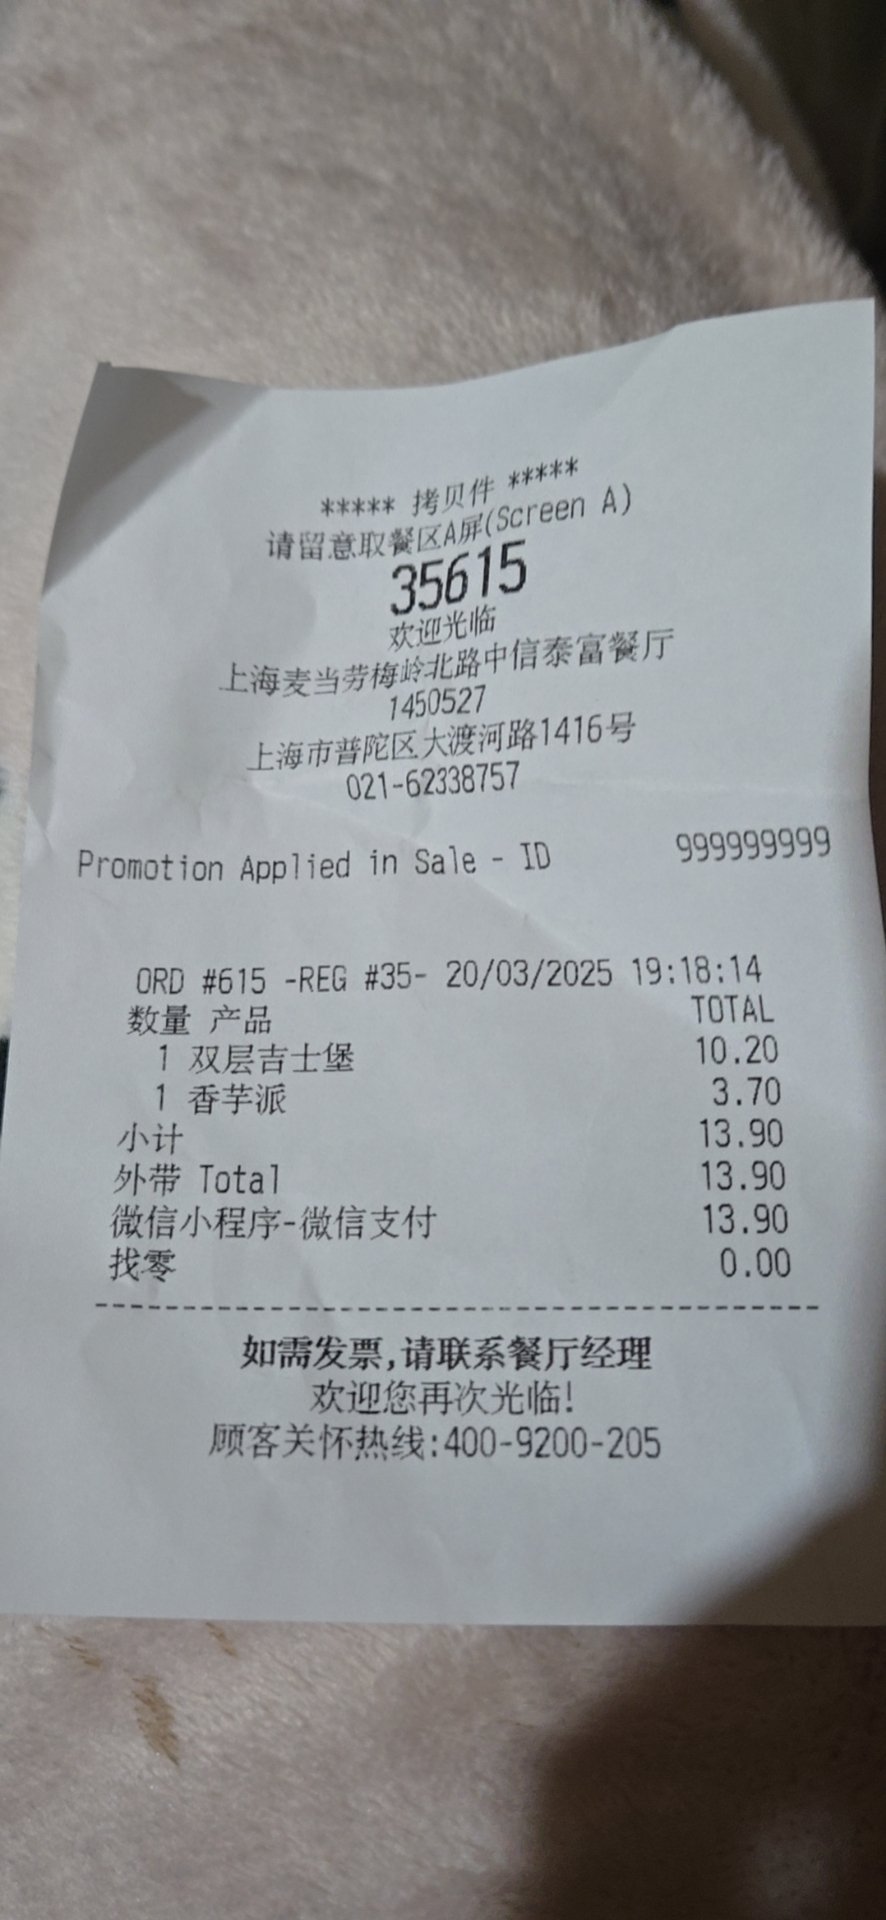 ***** 拷贝件 *****
请留意取餐区A屏(Screen A)
35615
欢迎光临
上海麦当劳梅岭北路中信泰富餐厅
1450527
上海市普陀区大渡河路1416号
021-62338757
Promotion Applied in Sale - ID 999999999
ORD #615 -REG #35- 20/03/2025 19:18:14
数量 产品 TOTAL
1 双层吉士堡 10.20
1 香芋派 3.70
小计 13.90
外带 Total 13.90
微信小程序-微信支付 13.90
找零 0.00
如需发票,请联系餐厅经理
欢迎您再次光临!
顾客关怀热线:400-9200-205